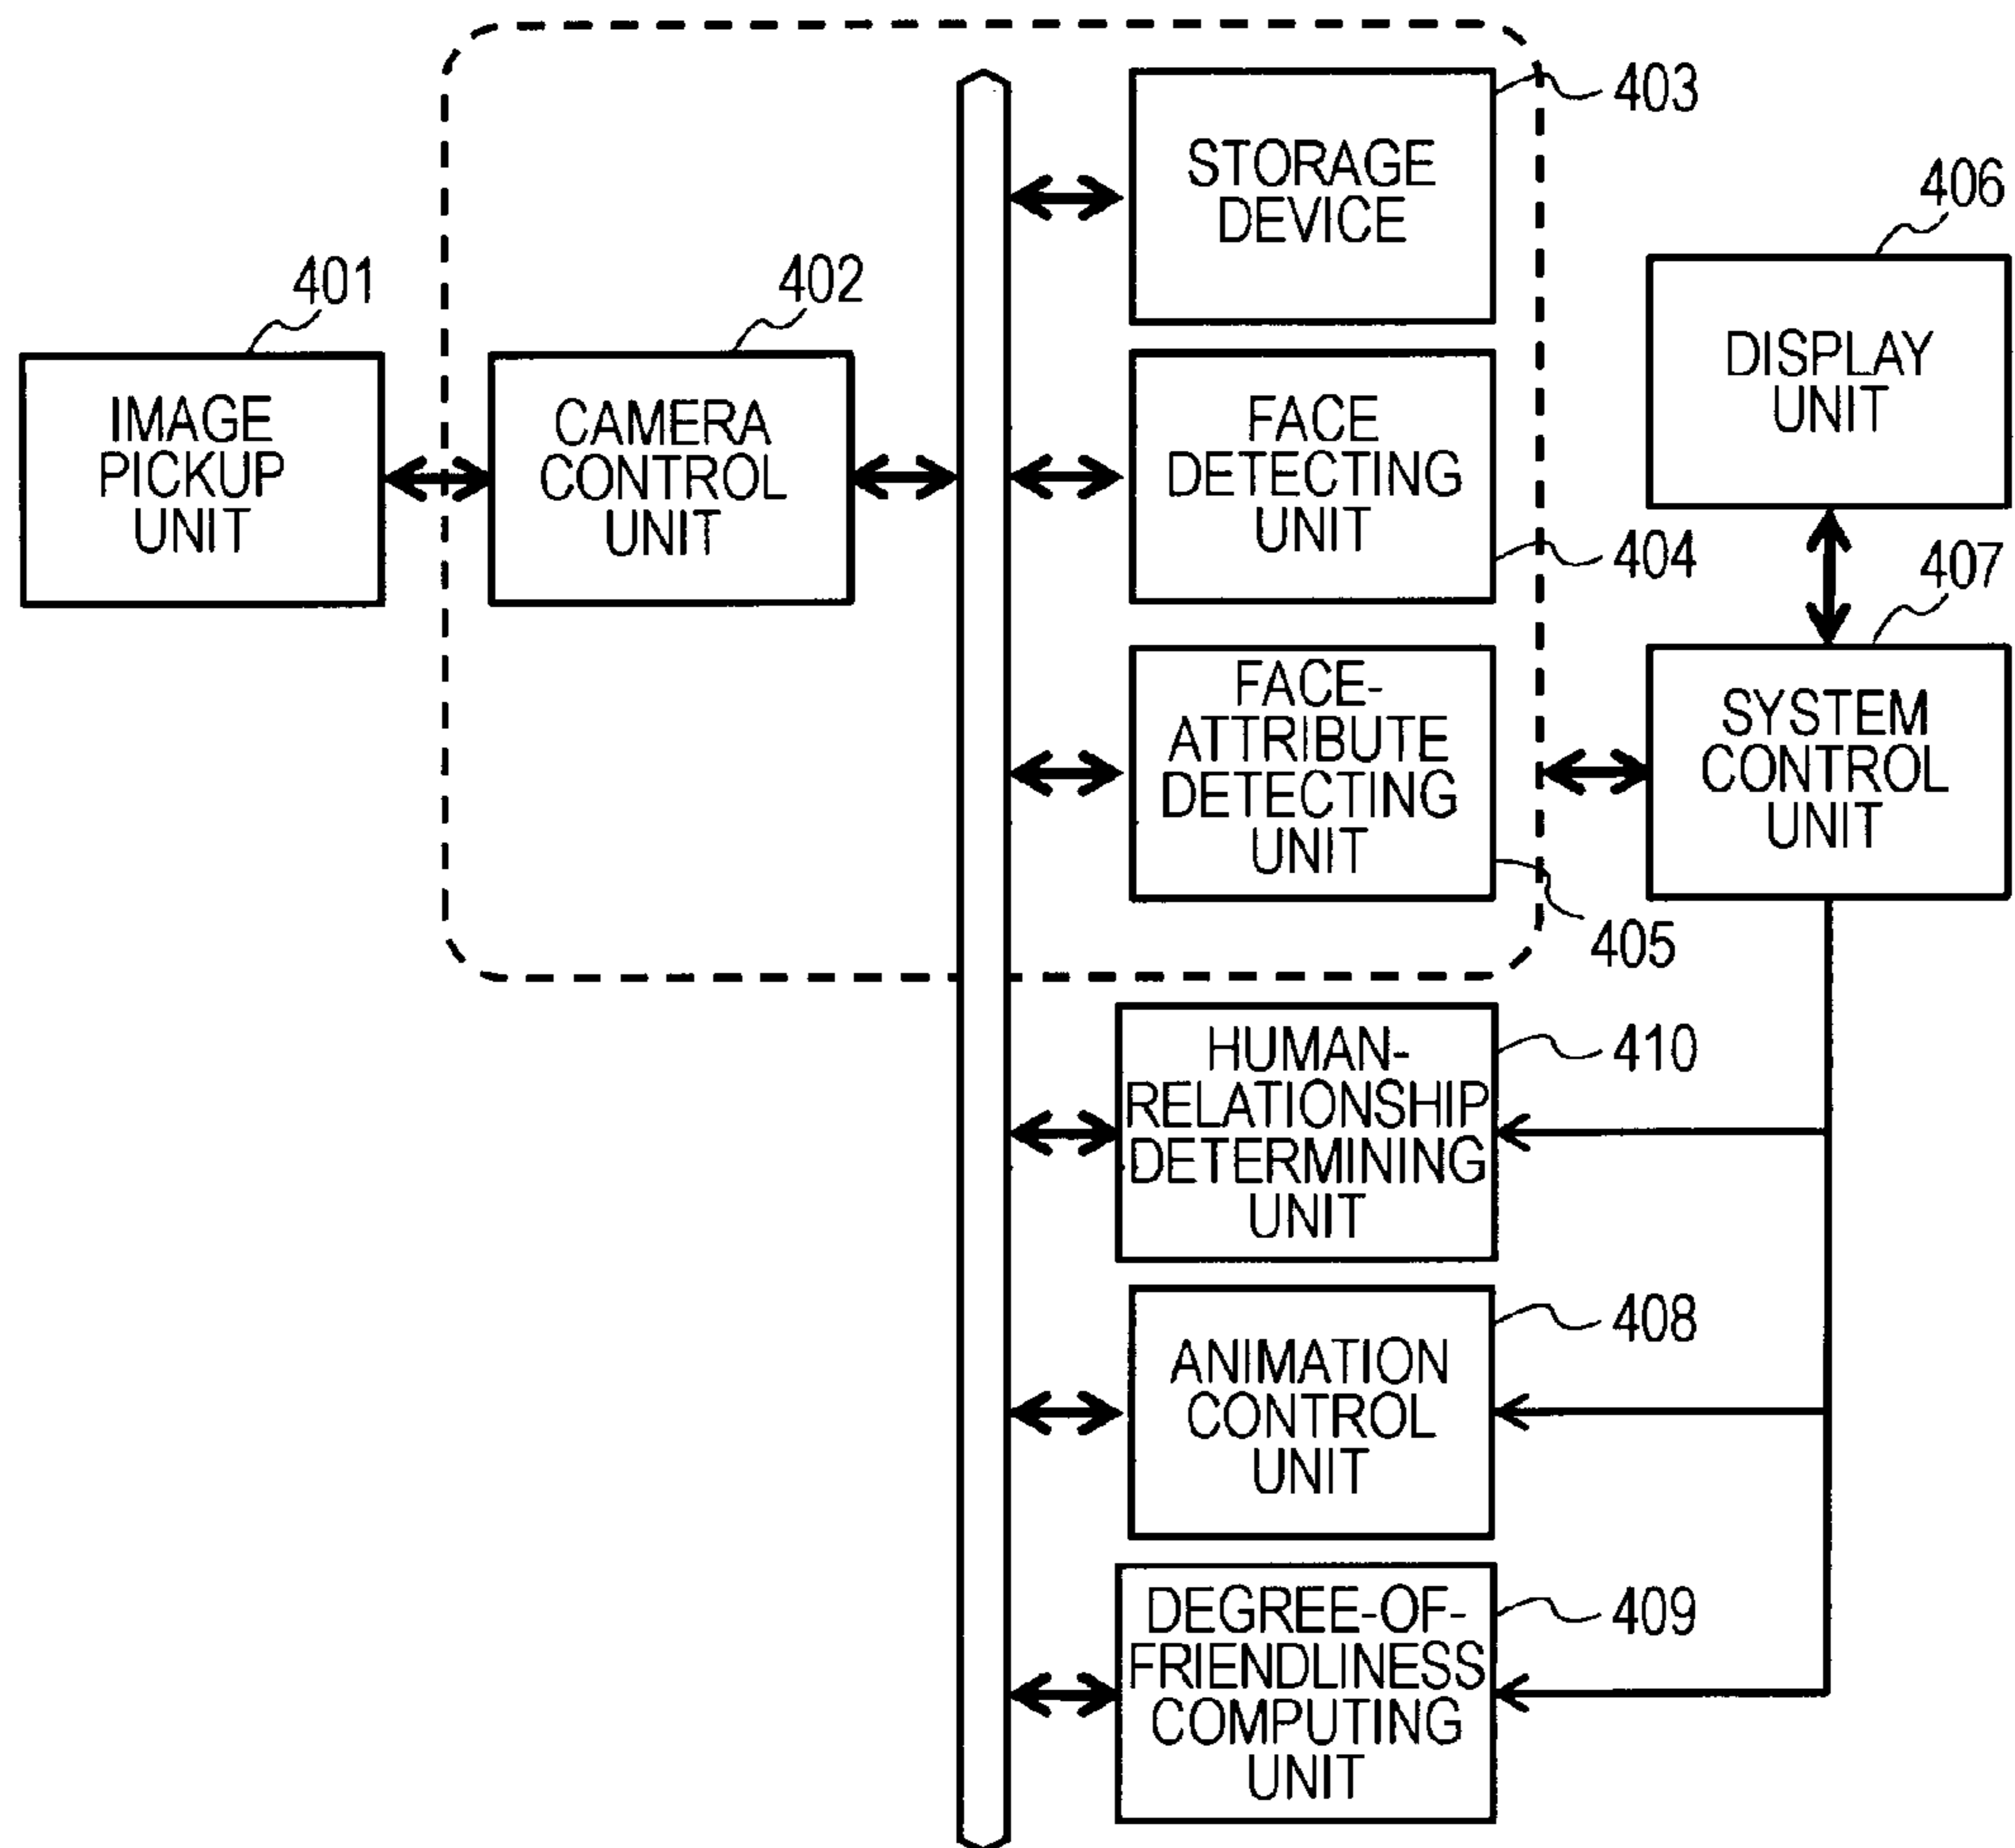 403
STORAGE
DEVICE
406
401
402
DISPLAY
UNIT
IMAGE
PICKUP
UNIT
CAMERA
CONTROL
UNIT
FACE
DETECTING
UNIT
404
407
FACE-
ATTRIBUTE
DETECTING
UNIT
SYSTEM
CONTROL
UNIT
405
HUMAN-
RELATIONSHIP
DETERMINING
UNIT
410
ANIMATION
CONTROL
UNIT
408
DEGREE-OF-
FRIENDLINESS
COMPUTING
UNIT
409